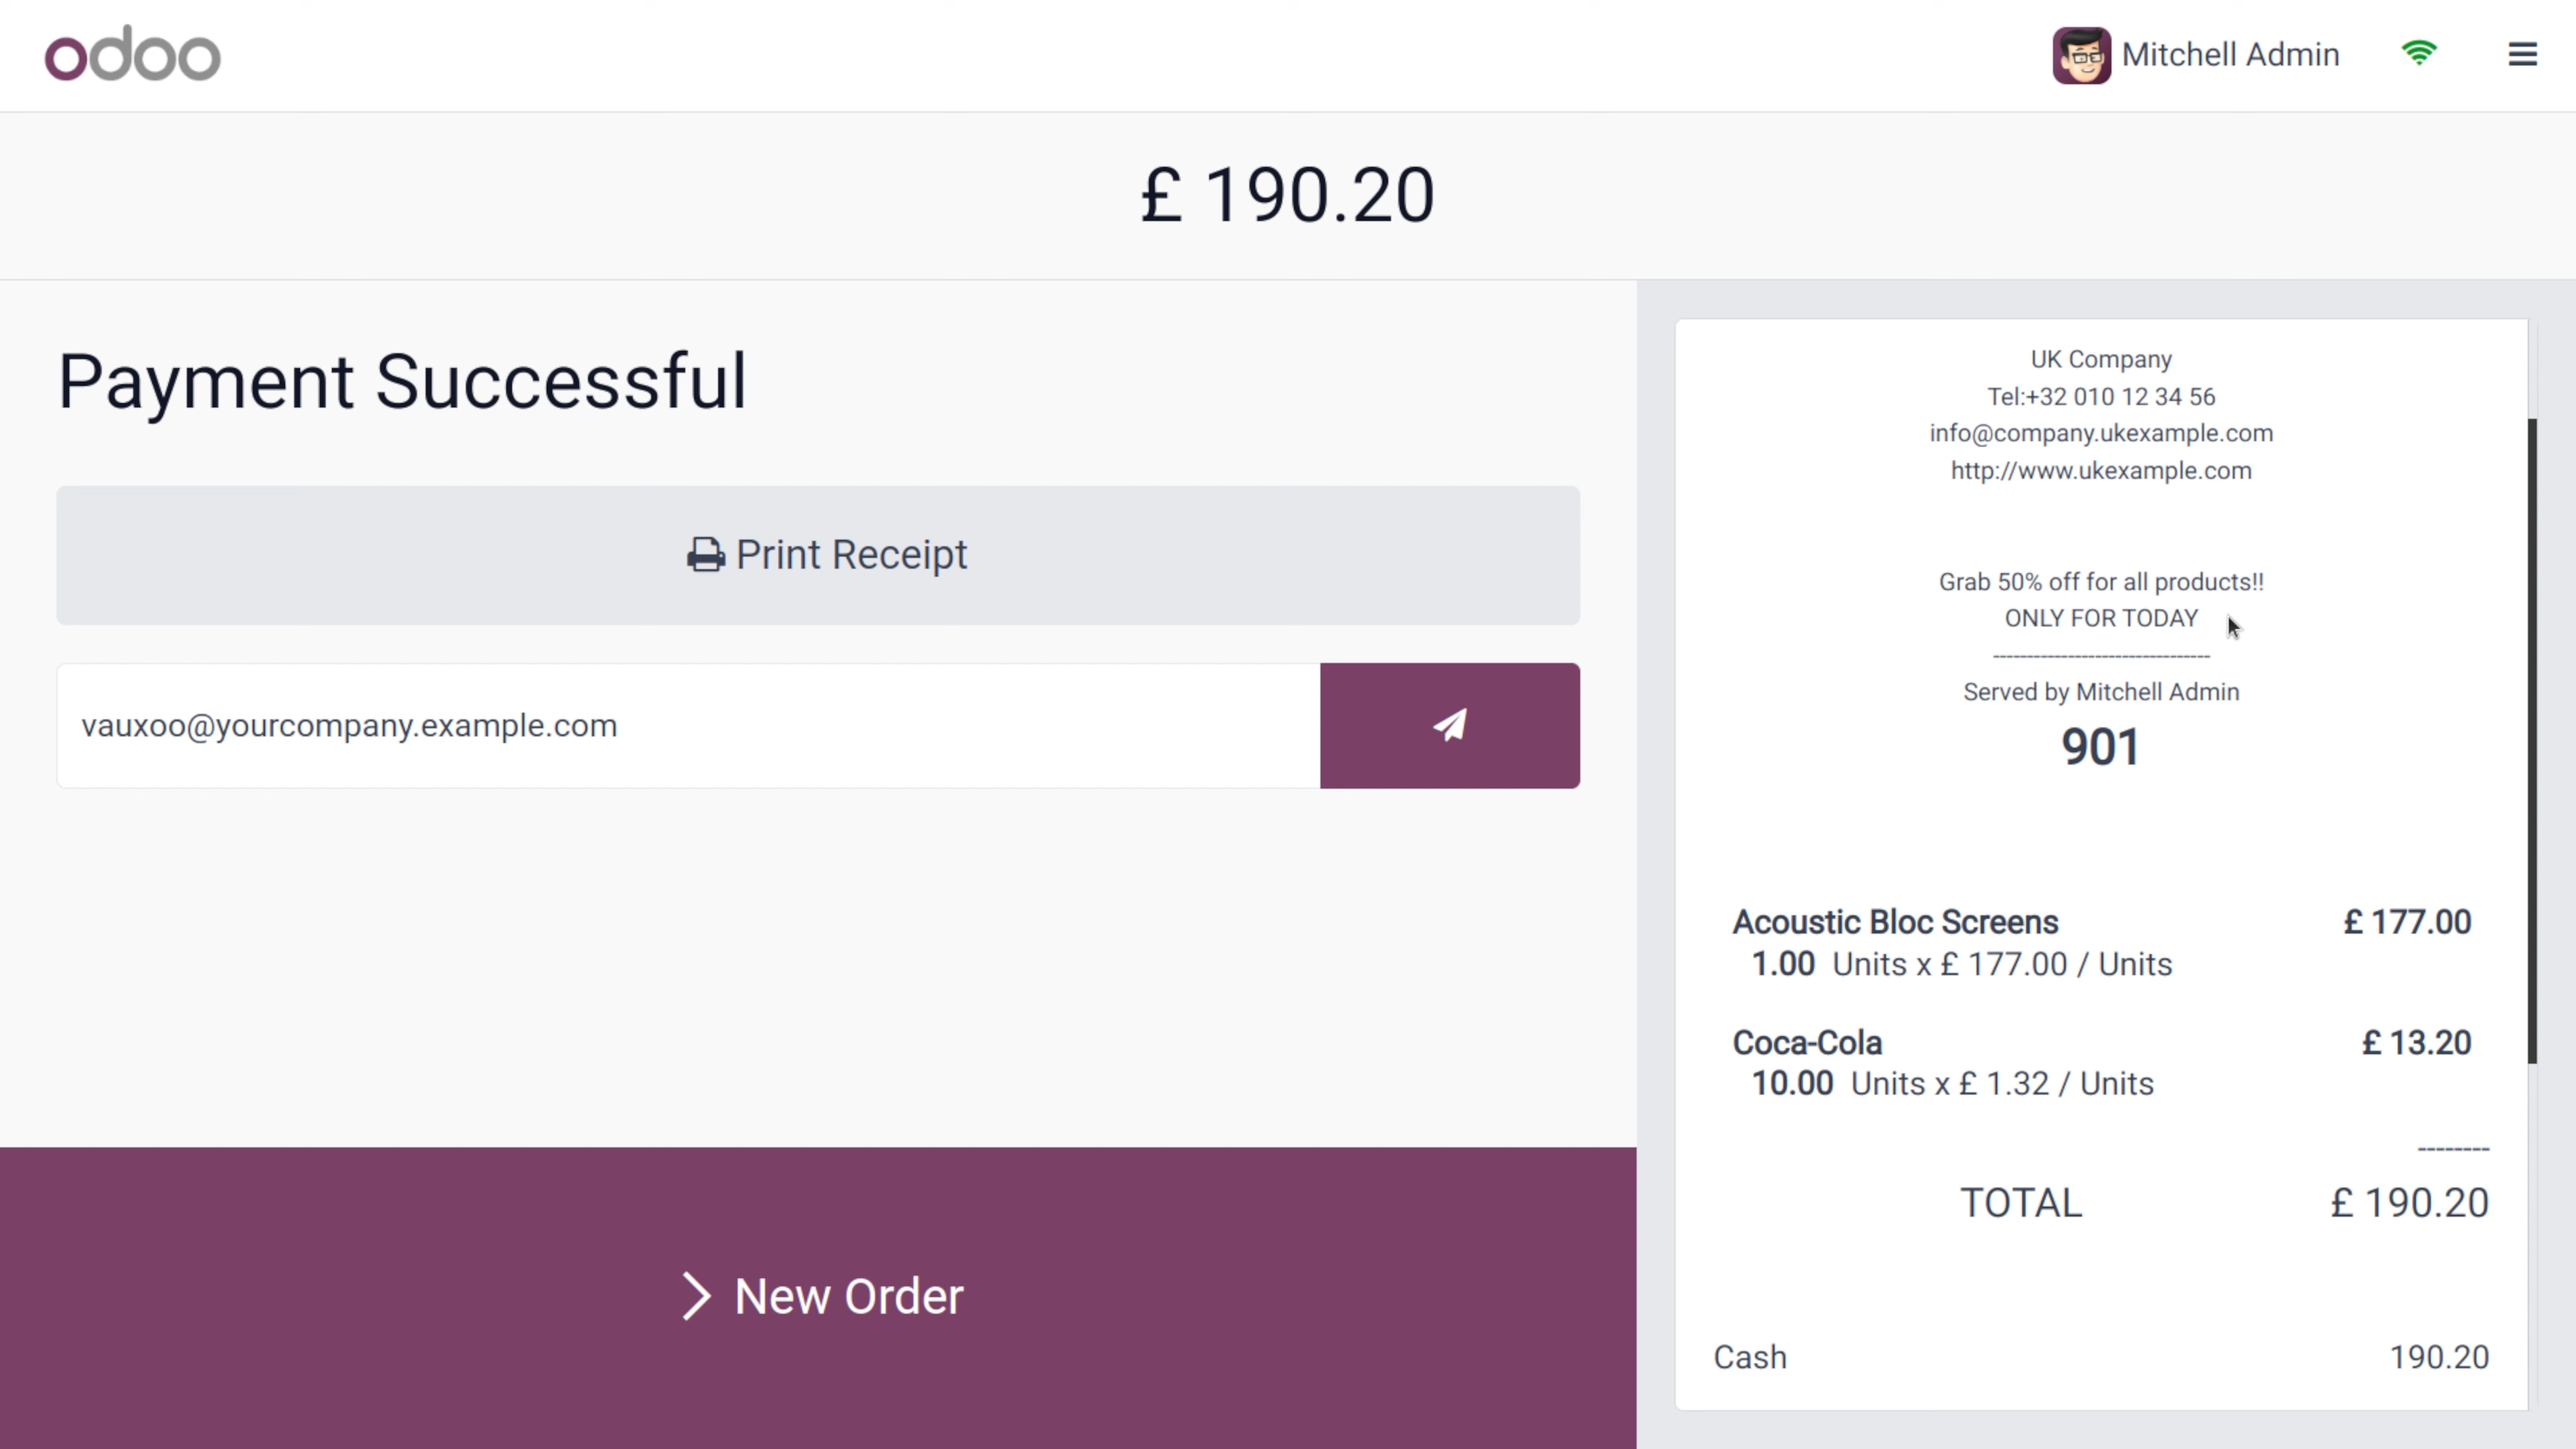 odoo
Mitchell Admin
£ 190.20
Payment Successful
Print Receipt
vauxoo@yourcompany.example.com
New Order
UK Company
Tel:+32 010 12 34 56
info@company.ukexample.com
http://www.ukexample.com
Grab 50% off for all products!!
ONLY FOR TODAY
--------------------------------
Served by Mitchell Admin
901
Acoustic Bloc Screens £ 177.00
1.00 Units x £ 177.00 / Units
Coca-Cola £ 13.20
10.00 Units x £ 1.32 / Units
--------
TOTAL £ 190.20
Cash 190.20